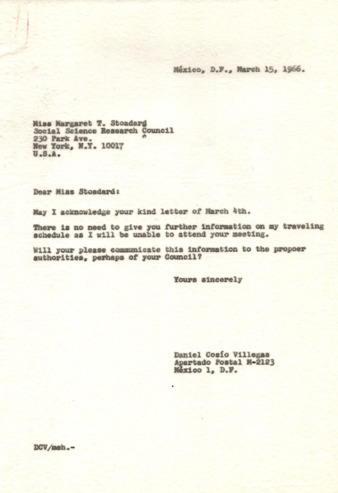 México, D.F., March 15, 1966.
Miss Margaret T. Stoddard
Social Science Research Council
230 Park Ave.
New York, N.Y. 10017
U.S.A.
Dear Miss Stoddard:
May I acknowledge your kind letter of March 4th.
There is no need to give you further information on my traveling
schedule as I will be unable to attend your meeting.
Will your please communicate this information to the propoer
authorities, perhaps of your Council?
Yours sincerely
Daniel Cosío Villegas
Apartado Postal M-2123
México 1, D.F.
DCV/msh.-